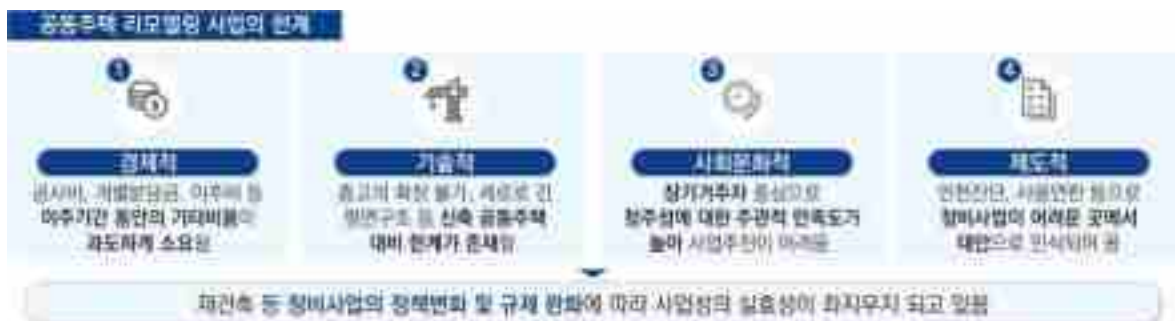 공동주택 리모델링 사업의 한계
1
경제적
공사비, 개별분담금, 이주비 등
이주기간 동안의 기타비용이
과도하게 소요됨
2
기술적
층고의 확장 불가, 세로로 긴
평면구조 등 신축 공동주택
대비 한계가 존재함
3
사회문화적
장기거주자 중심으로
정주성에 대한 주관적 만족도가
높아 사업추진이 어려움
4
제도적
안전진단, 사용연한 등으로
정비사업이 어려운 곳에서
대안으로 인식되어 옴
재건축 등 정비사업의 정책변화 및 규제 완화에 따라 사업성의 실효성이 좌지우지 되고 있음